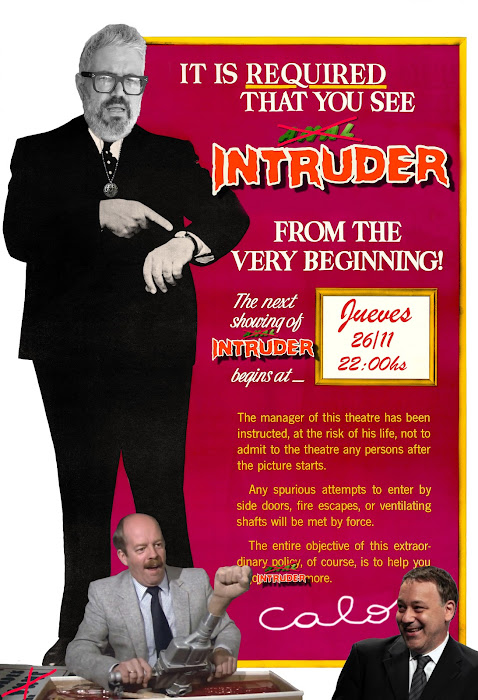 IT IS REQUIRED
THAT YOU SEE
ANAL
INTRUDER
FROM THE
VERY BEGINNING!
The next
showing of
ANAL
INTRUDER
begins at —
Jueves
26/11
22:00hs
The manager of this theatre has been
instructed, at the risk of his life, not to
admit to the theatre any persons after
the picture starts.
Any spurious attempts to enter by
side doors, fire escapes, or ventilating
shafts will be met by force.
The entire objective of this extraor-
dinary policy, of course, is to help you
ANAL
INTRUDER more.
calo